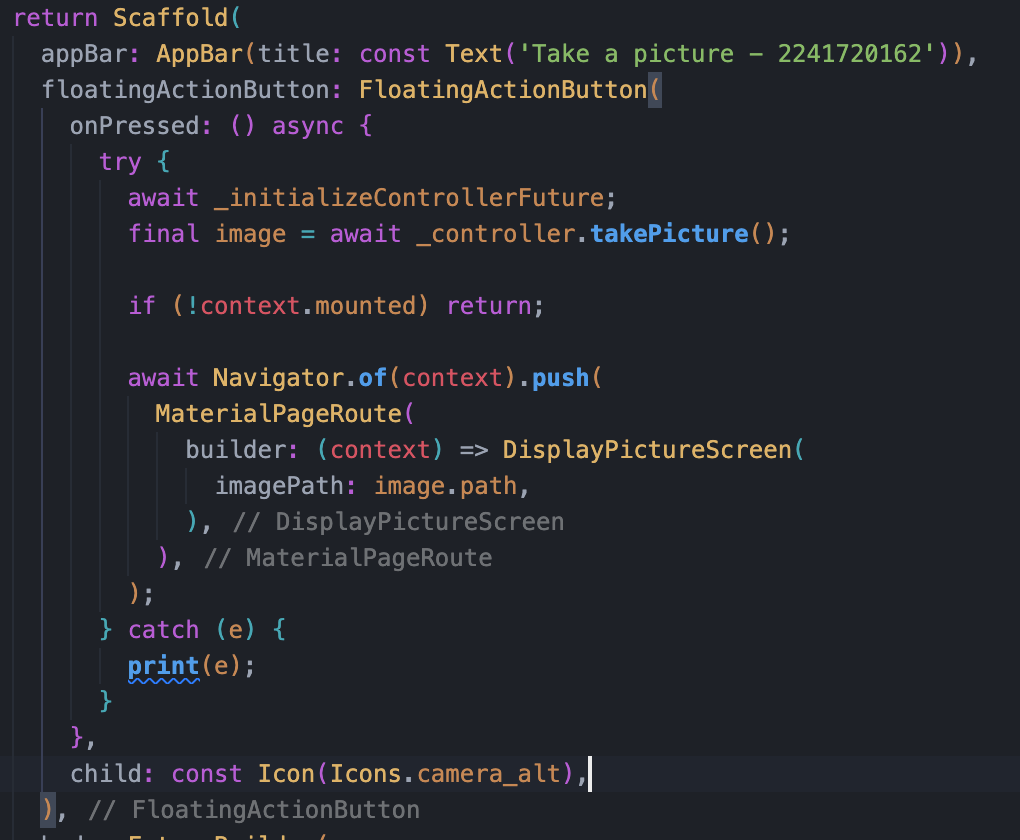 return Scaffold(
appBar: AppBar(title: const Text('Take a picture – 2241720162')),
floatingActionButton: FloatingActionButton(
onPressed: () async {
try {
await _initializeControllerFuture;
final image = await _controller.takePicture();
if (!context.mounted) return;
await Navigator.of(context).push(
MaterialPageRoute(
builder: (context) => DisplayPictureScreen(
imagePath: image.path,
), // DisplayPictureScreen
), // MaterialPageRoute
);
} catch (e) {
print(e);
}
},
child: const Icon(Icons.camera_alt),
), // FloatingActionButton